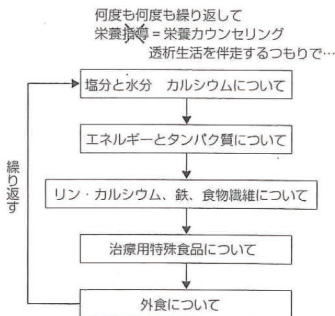 何度も何度も繰り返して
栄養指導=栄養カウンセリング
透析生活を伴走するつもりで…
塩分と水分　カルシウムについて
エネルギーとタンパク質について
リン・カルシウム、鉄、食物繊維について
治療用特殊食品について
外食について
繰り返す